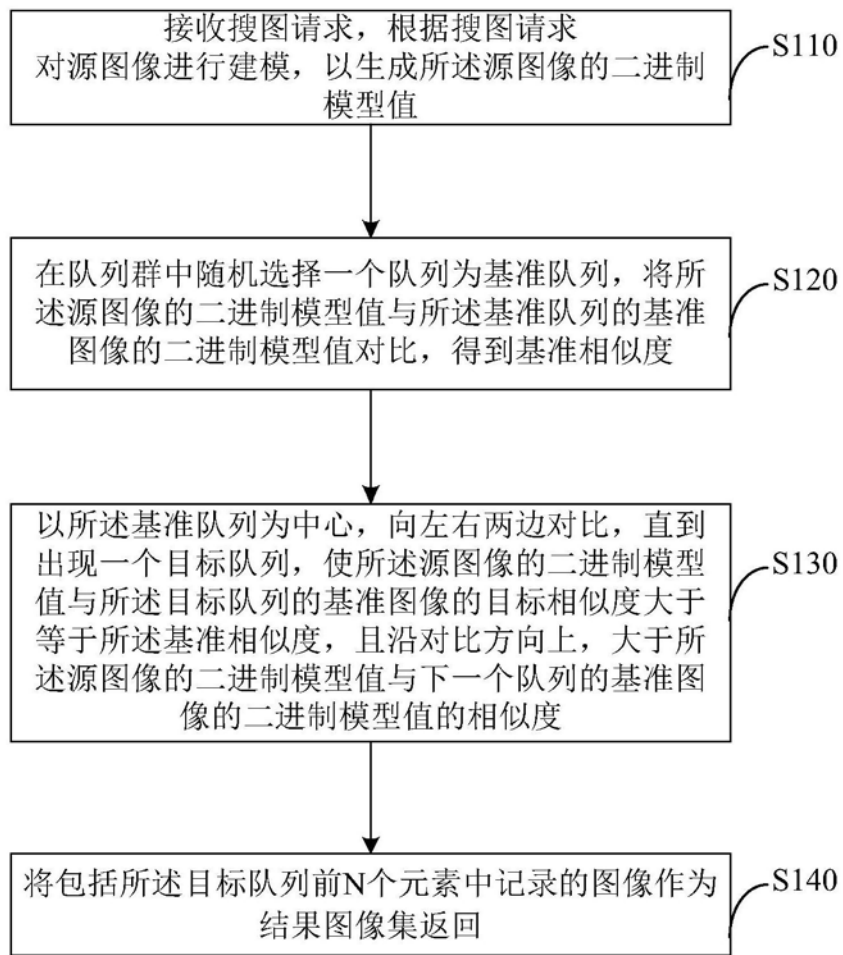 接收搜图请求，根据搜图请求
对源图像进行建模，以生成所述源图像的二进制
模型值
S110
在队列群中随机选择一个队列为基准队列，将所
述源图像的二进制模型值与所述基准队列的基准
图像的二进制模型值对比，得到基准相似度
S120
以所述基准队列为中心，向左右两边对比，直到
出现一个目标队列，使所述源图像的二进制模型
值与所述目标队列的基准图像的目标相似度大于
等于所述基准相似度，且沿对比方向上，大于所
述源图像的二进制模型值与下一个队列的基准图
像的二进制模型值的相似度
S130
将包括所述目标队列前N个元素中记录的图像作为
结果图像集返回
S140